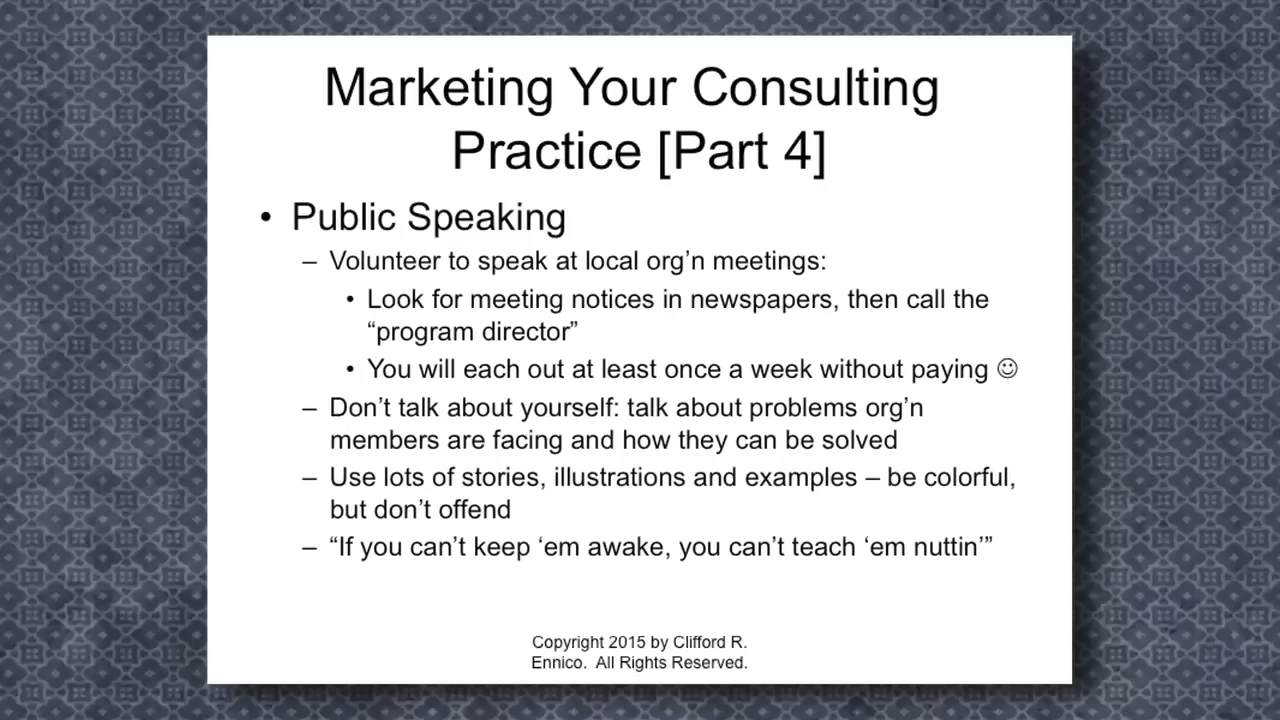 Marketing Your Consulting
Practice [Part 4]
• Public Speaking
– Volunteer to speak at local org’n meetings:
• Look for meeting notices in newspapers, then call the
“program director”
• You will each out at least once a week without paying ☺
– Don’t talk about yourself: talk about problems org’n
members are facing and how they can be solved
– Use lots of stories, illustrations and examples – be colorful,
but don’t offend
– “If you can’t keep ‘em awake, you can’t teach ‘em nuttin’”
Copyright 2015 by Clifford R.
Ennico. All Rights Reserved.